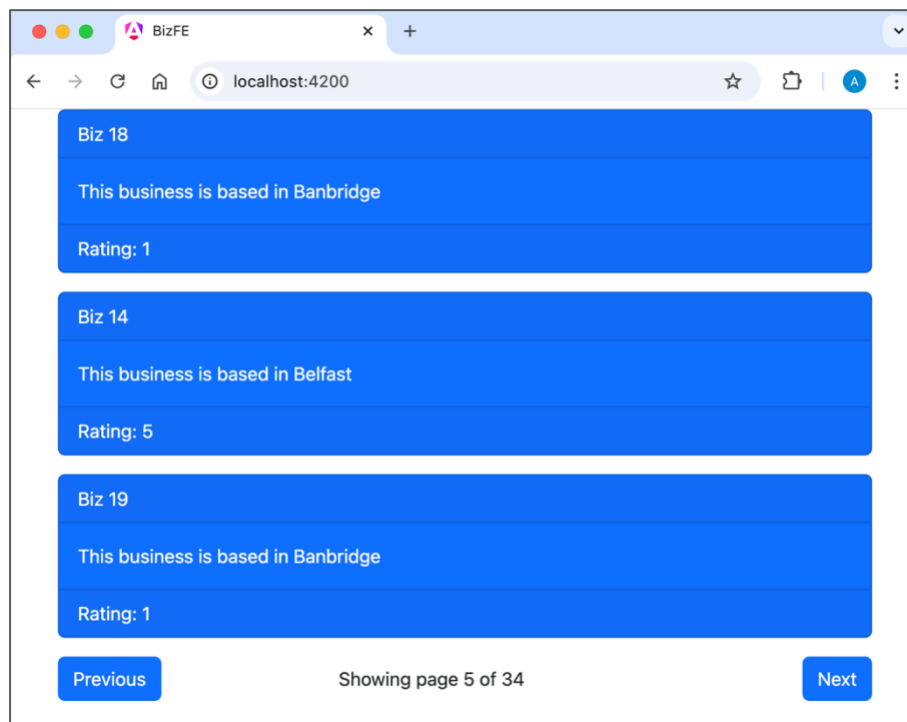 BizFE
localhost:4200
A
Biz 18
This business is based in Banbridge
Rating: 1
Biz 14
This business is based in Belfast
Rating: 5
Biz 19
This business is based in Banbridge
Rating: 1
Previous Showing page 5 of 34 Next